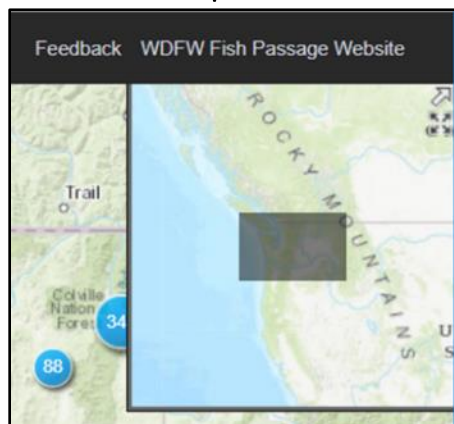 Feedback WDFW Fish Passage Website
ROCKY MOUNTAINS
Trail
Colville
Nation
Fores
34
88
U
S